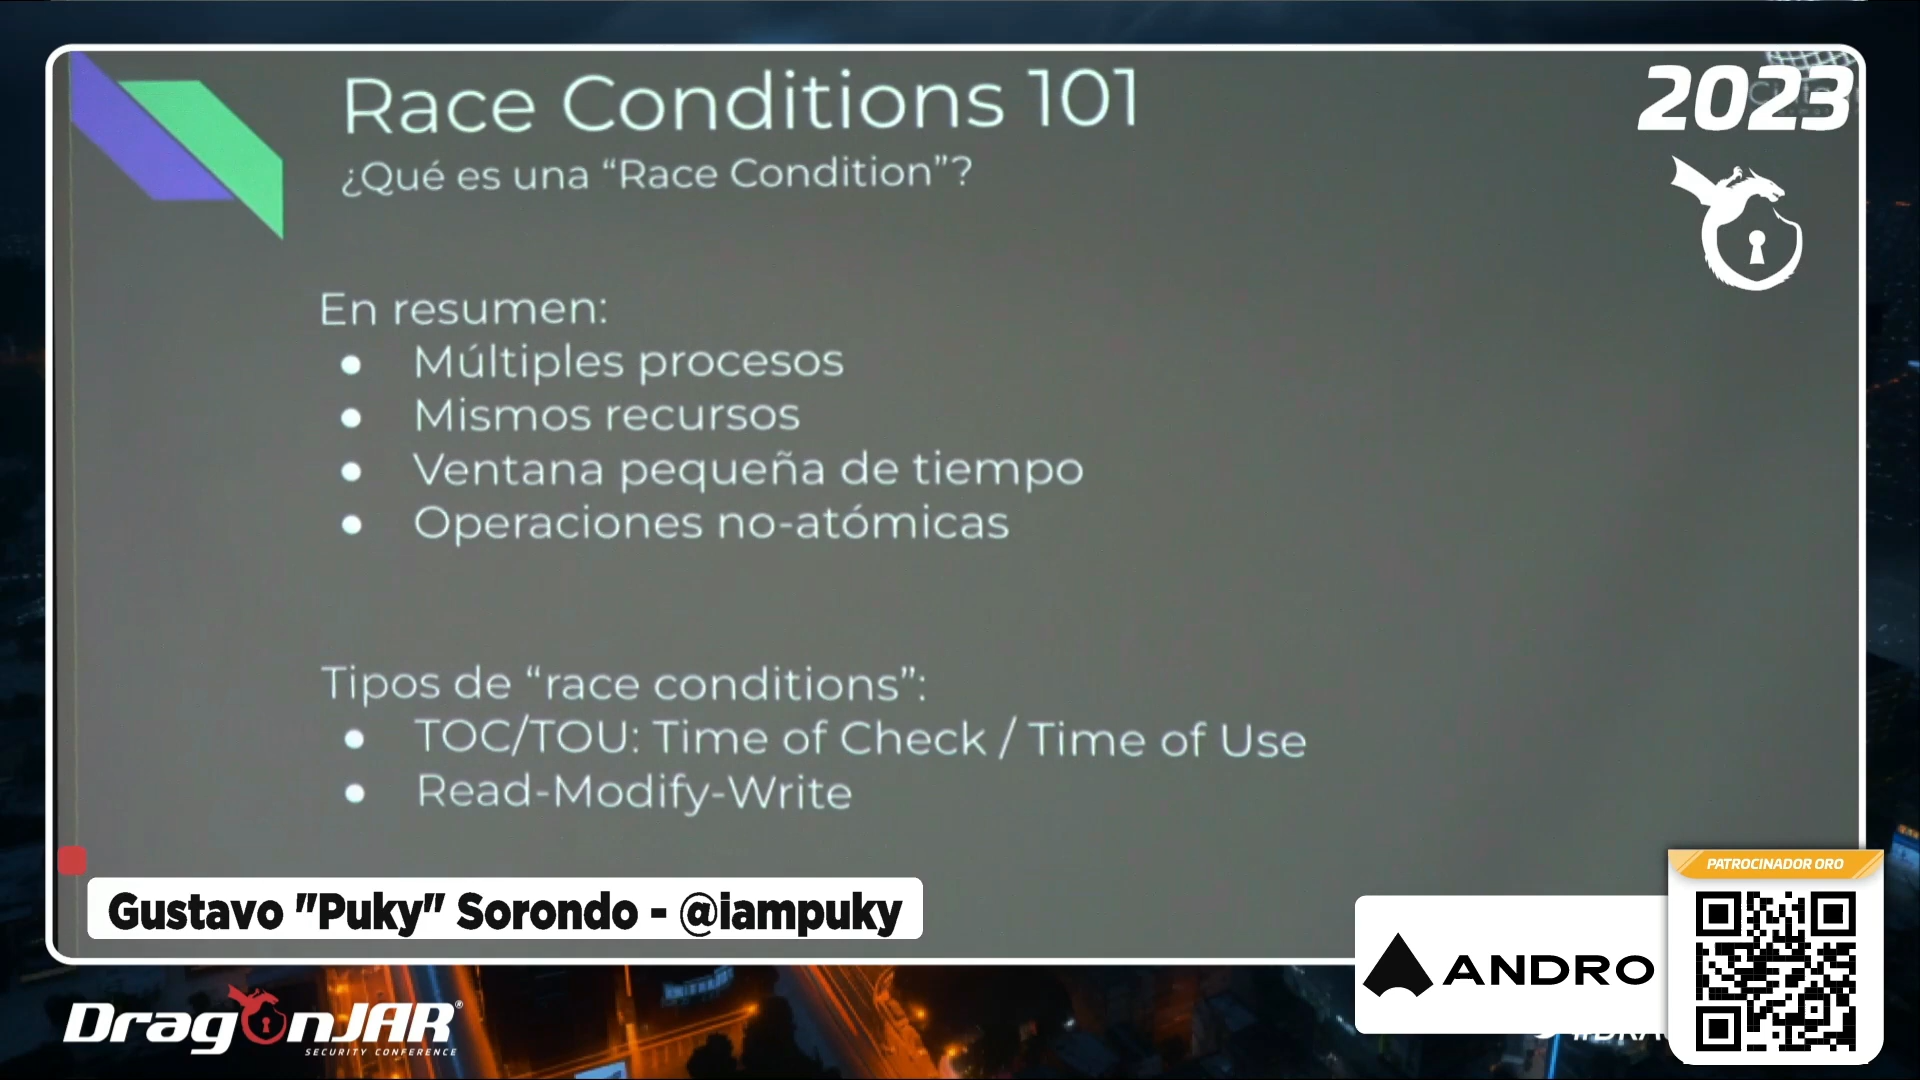 Race Conditions 101
¿Qué es una “Race Condition”?
2023
En resumen:
● Múltiples procesos
● Mismos recursos
● Ventana pequeña de tiempo
● Operaciones no-atómicas
Tipos de “race conditions”:
● TOC/TOU: Time of Check / Time of Use
● Read-Modify-Write
Gustavo "Puky" Sorondo - @iampuky
PATROCINADOR ORO
ANDRO
DragonJAR®
SECURITY CONFERENCE